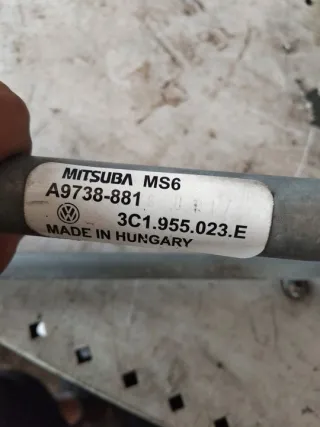 MITSUBA MS6
A9738-881
3C1.955.023.E
MADE IN HUNGARY